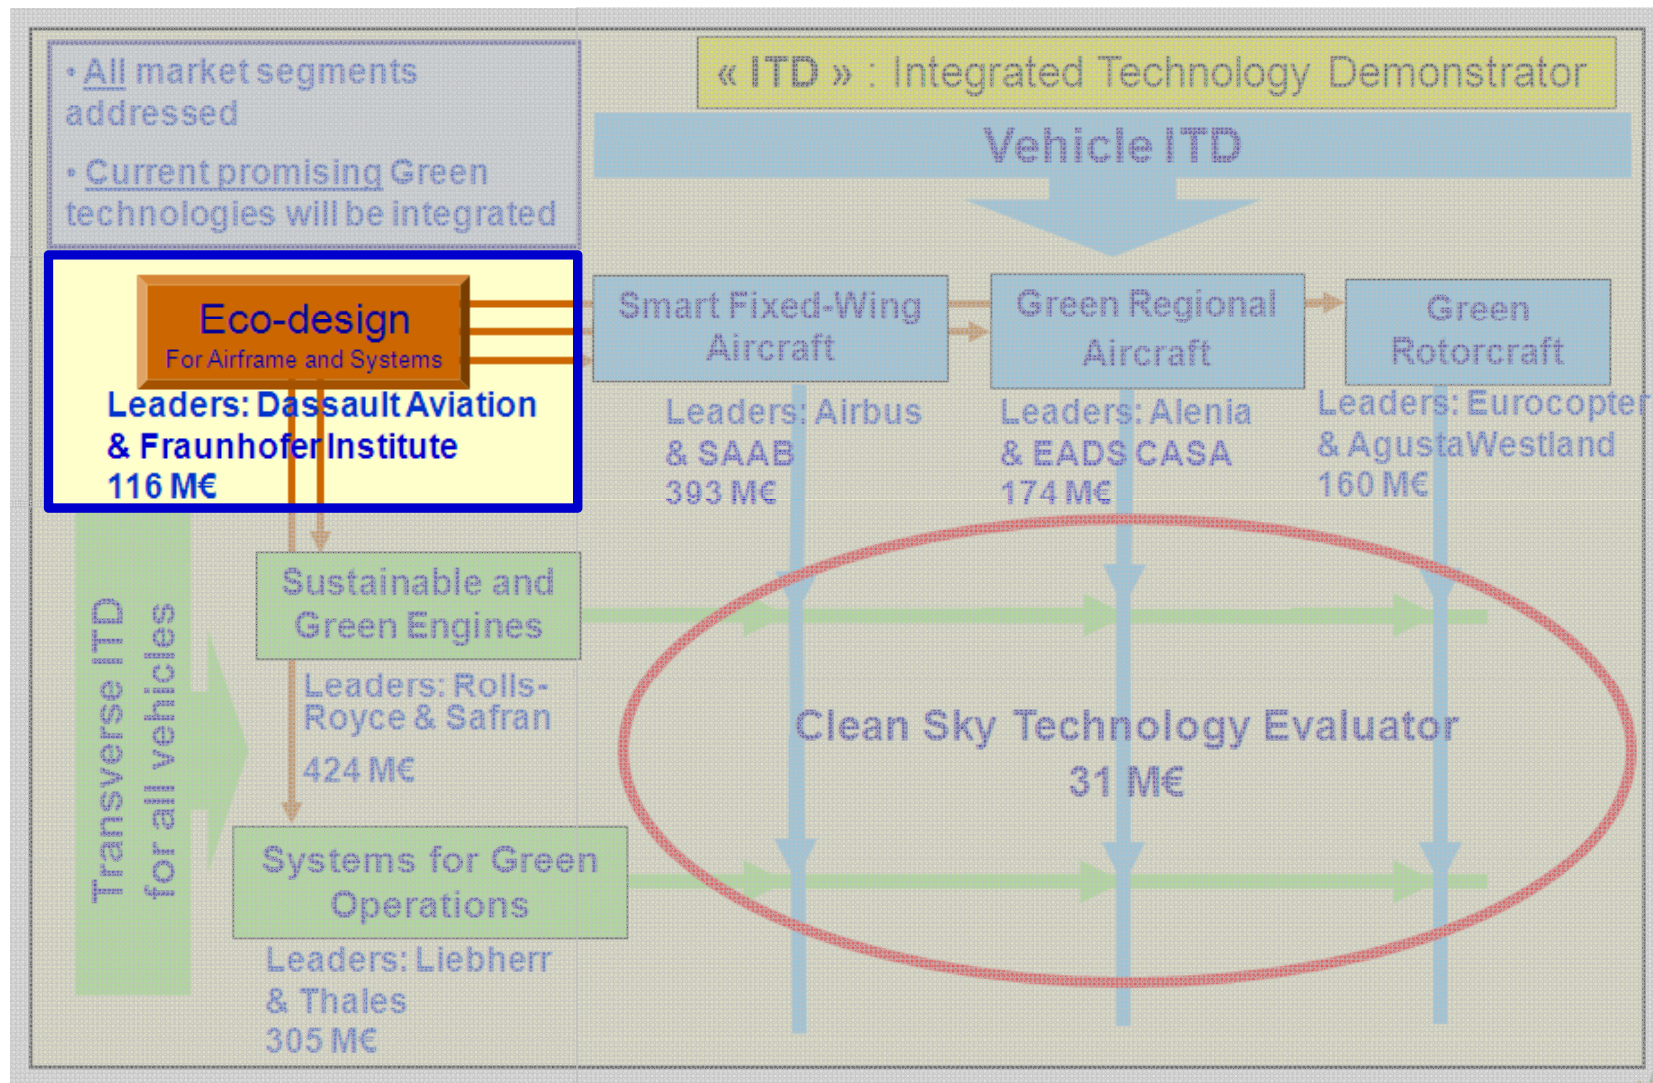 • All market segments
addressed
• Current promising Green
technologies will be integrated
« ITD » : Integrated Technology Demonstrator
Vehicle ITD
Eco-design
For Airframe and Systems
Leaders: Dassault Aviation
& Fraunhofer Institute
116 M€
Smart Fixed-Wing
Aircraft
Leaders: Airbus
& SAAB
393 M€
Green Regional
Aircraft
Leaders: Alenia
& EADS CASA
174 M€
Green
Rotorcraft
Leaders: Eurocopter
& AgustaWestland
160 M€
Transverse ITD
for all vehicles
Sustainable and
Green Engines
Leaders: Rolls-
Royce & Safran
424 M€
Clean Sky Technology Evaluator
31 M€
Systems for Green
Operations
Leaders: Liebherr
& Thales
305 M€